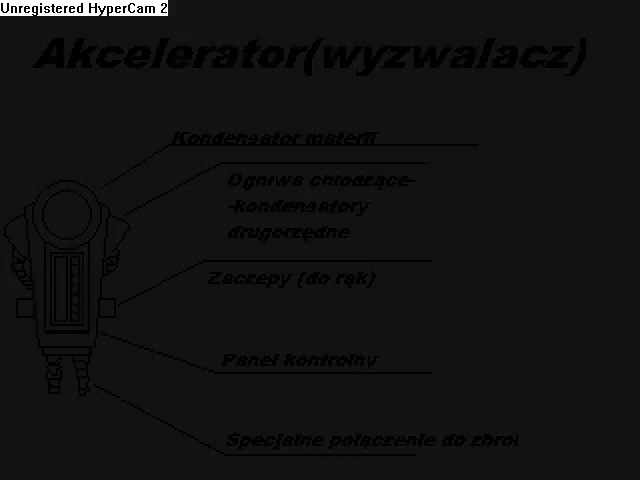 Unregistered HyperCam 2
Akcelerator(wyzwalacz)
Kondensator materii
Ogniwa chłodzące-
-kondensatory
drugorzędne
Zaczepy (do rąk)
Panel kontrolny
Specjalne połączenie do zbroi